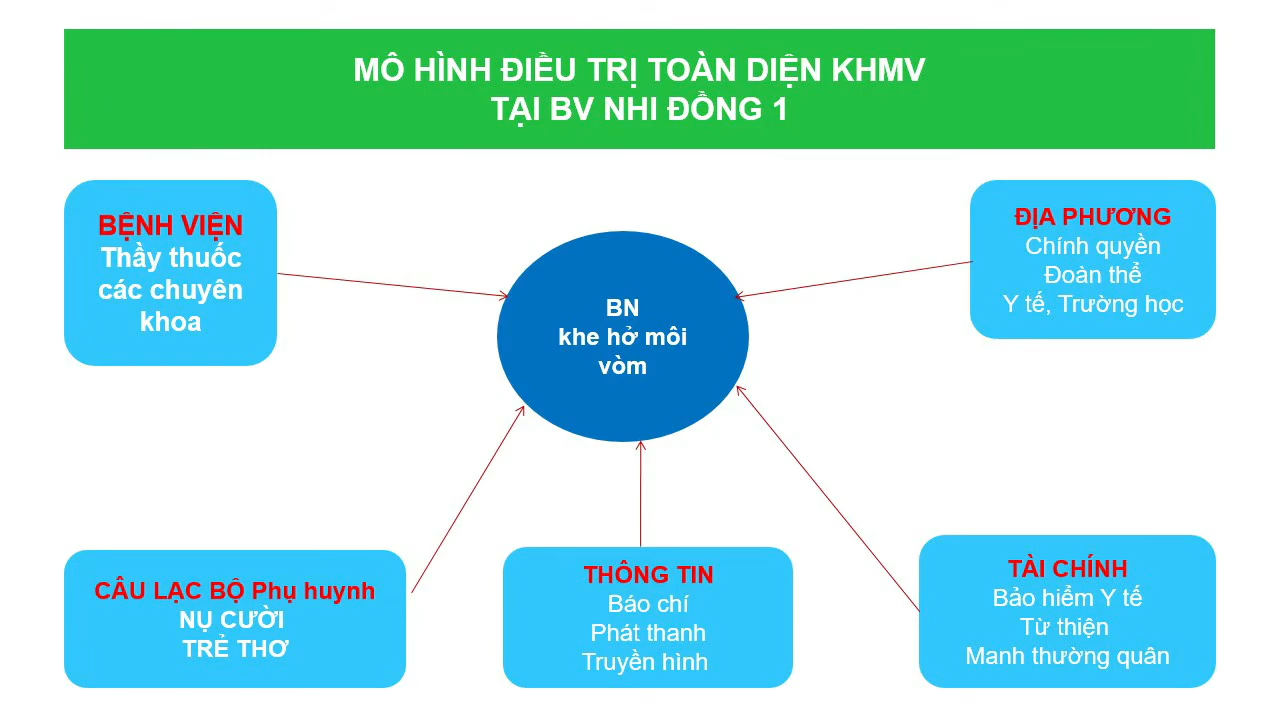 MÔ HÌNH ĐIỀU TRỊ TOÀN DIỆN KHMV
TẠI BV NHI ĐỒNG 1
BỆNH VIỆN
Thầy thuốc
các chuyên
khoa
ĐỊA PHƯƠNG
Chính quyền
Đoàn thể
Y tế, Trường học
BN
khe hở môi
vòm
CÂU LẠC BỘ Phụ huynh
NỤ CƯỜI
TRẺ THƠ
THÔNG TIN
Báo chí
Phát thanh
Truyền hình
TÀI CHÍNH
Bảo hiểm Y tế
Từ thiện
Manh thường quân